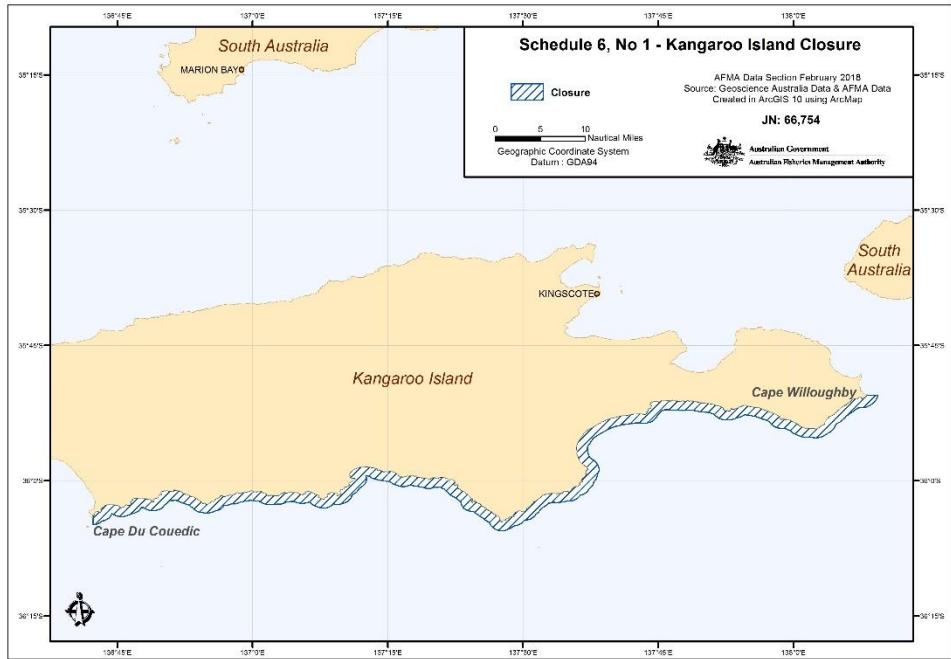 136°45'E 137°0'E 137°15'E 137°30'E 137°45'E 138°0'E
South Australia
MARION BAY
Schedule 6, No 1 - Kangaroo Island Closure
Closure
AFMA Data Section February 2018
Source: Geoscience Australia Data & AFMA Data
Created in ArcGIS 10 using ArcMap
JN: 66,754
0 5 10
Nautical Miles
Geographic Coordinate System
Datum : GDA94
Australian Government
Australian Fisheries Management Authority
35°15'S 35°15'S
35°30'S 35°30'S
South
Australia
KINGSCOTE
35°45'S 35°45'S
Kangaroo Island
Cape Willoughby
36°0'S 36°0'S
Cape Du Couedic
36°15'S 36°15'S
136°45'E 137°0'E 137°15'E 137°30'E 137°45'E 138°0'E